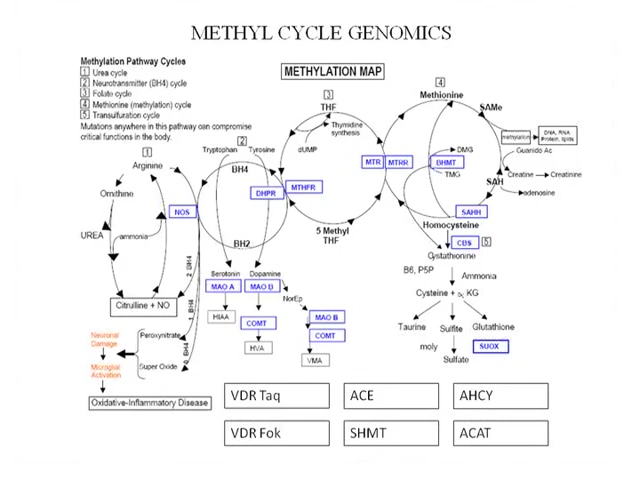 METHYL CYCLE GENOMICS
Methylation Pathway Cycles
1 Urea cycle
2 Neurotransmitter (BH4) cycle
3 Folate cycle
4 Methionine (methylation) cycle
5 Transulfuration cycle
Mutations anywhere in this pathway can compromise
critical functions in the body.
METHYLATION MAP
1
Arginine
Ornithine
UREA
ammonia
Citrulline + NO
NOS
2
Tryptophan
Tyrosine
BH4
DHPR
BH2
MTHFR
3
THF
Thymidine
synthesis
dUMP
5 Methyl
THF
MTR
MTRR
4
Methionine
SAMe
methylation
DNA, RNA
Protein, lipids
Guanido Ac
Creatine
Creatinine
SAH
adenosine
BHMT
DMG
TMG
SAHH
Homocysteine
CBS
5
Cystathionine
B6, P5P
Ammonia
Cysteine + α KG
Taurine
Sulfite
Glutathione
moly
SUOX
Sulfate
Serotonin
Dopamine
MAO A
MAO B
NorEp
HIAA
COMT
HVA
MAO B
COMT
VMA
2 BH4
1 BH4
0 BH4
Peroxynitrate
Super Oxide
Neuronal
Damage
Microglial
Activation
Oxidative-Inflammatory Disease
VDR Taq
ACE
AHCY
VDR Fok
SHMT
ACAT